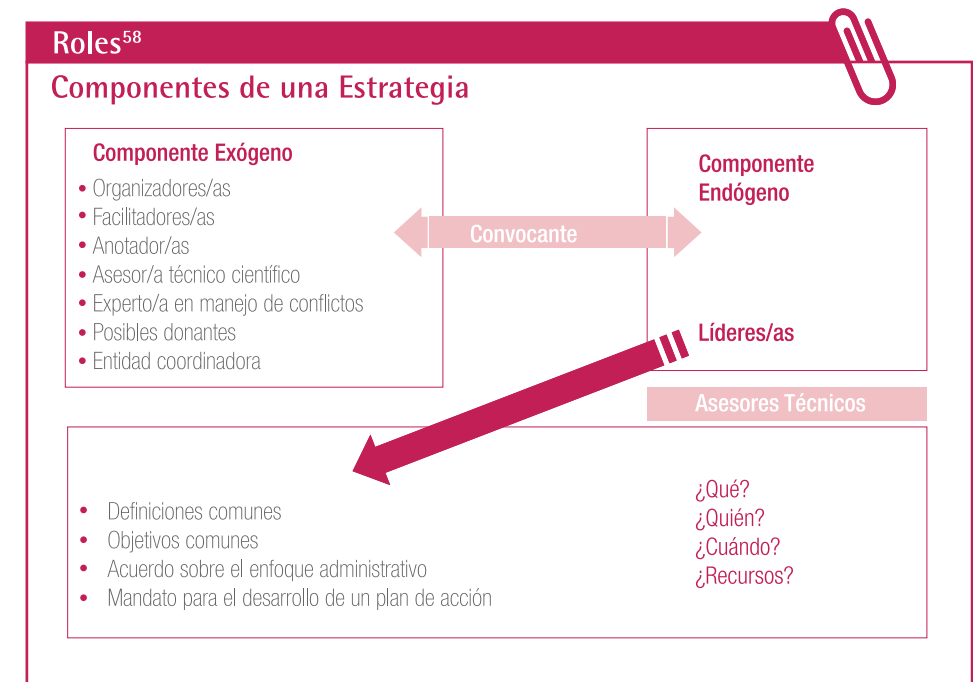 Roles⁵⁸
Componentes de una Estrategia
Componente Exógeno
• Organizadores/as
• Facilitadores/as
• Anotador/as
• Asesor/a técnico científico
• Experto/a en manejo de conflictos
• Posibles donantes
• Entidad coordinadora
Convocante
Componente
Endógeno
Líderes/as
Asesores Técnicos
• Definiciones comunes
• Objetivos comunes
• Acuerdo sobre el enfoque administrativo
• Mandato para el desarrollo de un plan de acción
¿Qué?
¿Quién?
¿Cuándo?
¿Recursos?